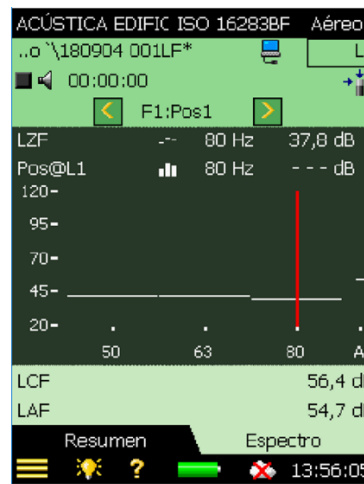 ACÚSTICA EDIFIC ISO 16283BF Aéreo
..o `\180904 001LF* L
00:00:00
< F1:Pos1 >
LZF -·- 80 Hz 37,8 dB
Pos@L1 80 Hz - - - dB
120-
95-
70-
45-
20-
50 63 80 A
LCF 56,4 d
LAF 54,7 d
Resumen Espectro
? 13:56:05